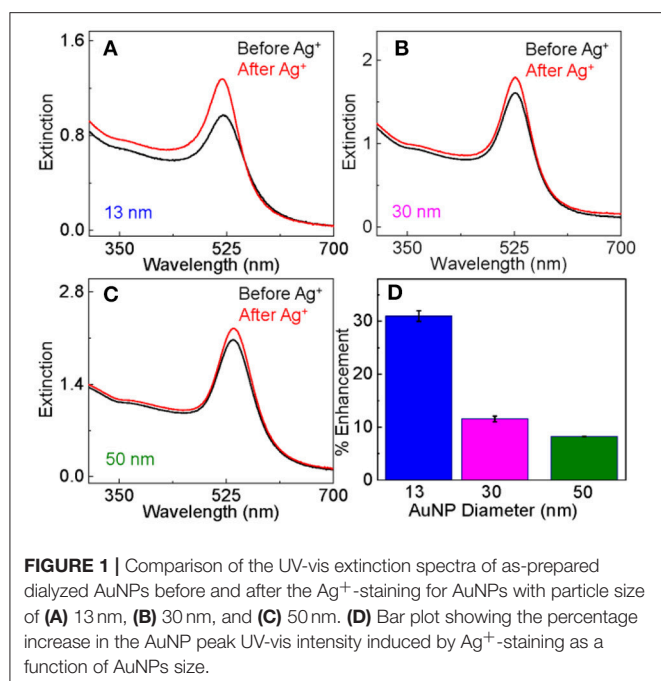 A
Before Ag⁺
After Ag⁺
1.6
0.8
0.0
Extinction
13 nm
350 525 700
Wavelength (nm)
B
Before Ag⁺
After Ag⁺
2
1
0
Extinction
30 nm
350 525 700
Wavelength (nm)
C
Before Ag⁺
After Ag⁺
2.8
1.4
0.0
Extinction
50 nm
350 525 700
Wavelength (nm)
D
30
20
10
0
% Enhancement
13 30 50
AuNP Diameter (nm)
FIGURE 1 | Comparison of the UV-vis extinction spectra of as-prepared
dialyzed AuNPs before and after the Ag⁺-staining for AuNPs with particle size
of (A) 13 nm, (B) 30 nm, and (C) 50 nm. (D) Bar plot showing the percentage
increase in the AuNP peak UV-vis intensity induced by Ag⁺-staining as a
function of AuNPs size.